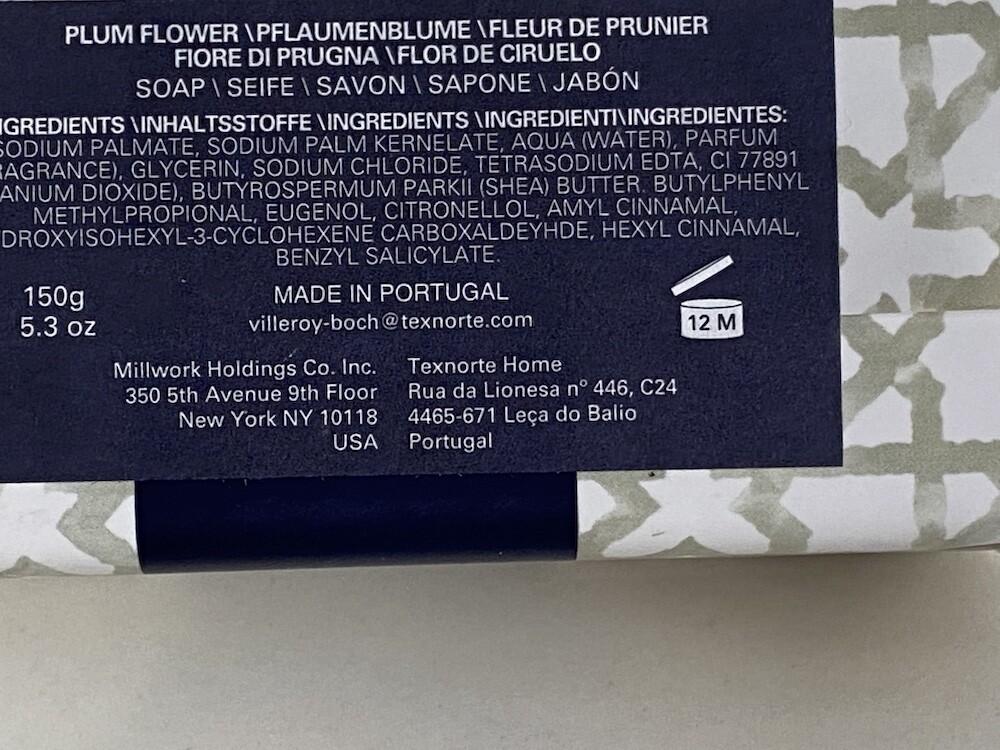 PLUM FLOWER \PFLAUMENBLUME \FLEUR DE PRUNIER
FIORE DI PRUGNA \FLOR DE CIRUELO
SOAP \ SEIFE \ SAVON \ SAPONE \ JABÓN
NGREDIENTS \INHALTSSTOFFE \INGREDIENTS \INGREDIENTI\INGREDIENTES:
SODIUM PALMATE, SODIUM PALM KERNELATE, AQUA (WATER), PARFUM
RAGRANCE), GLYCERIN, SODIUM CHLORIDE, TETRASODIUM EDTA, CI 77891
ANIUM DIOXIDE), BUTYROSPERMUM PARKII (SHEA) BUTTER. BUTYLPHENYL
METHYLPROPIONAL, EUGENOL, CITRONELLOL, AMYL CINNAMAL,
DROXYISOHEXYL-3-CYCLOHEXENE CARBOXALDEYHDE, HEXYL CINNAMAL,
BENZYL SALICYLATE.
150g
5.3 oz
MADE IN PORTUGAL
villeroy-boch@texnorte.com
12 M
Millwork Holdings Co. Inc.
350 5th Avenue 9th Floor
New York NY 10118
USA
Texnorte Home
Rua da Lionesa nº 446, C24
4465-671 Leça do Balio
Portugal